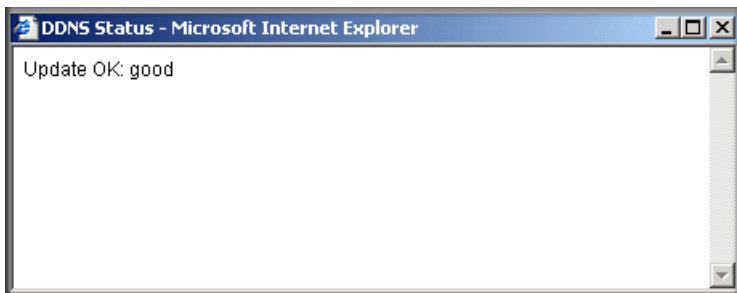 DDNS Status - Microsoft Internet Explorer
Update OK: good